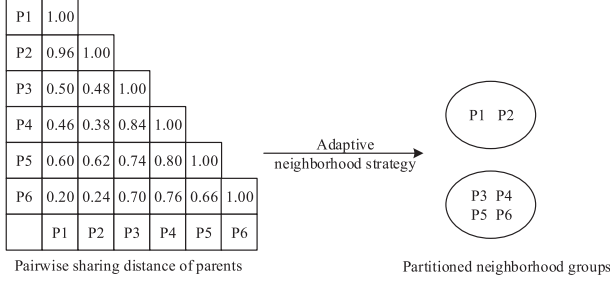 P1 1.00
P2 0.96 1.00
P3 0.50 0.48 1.00
P4 0.46 0.38 0.84 1.00
P5 0.60 0.62 0.74 0.80 1.00
P6 0.20 0.24 0.70 0.76 0.66 1.00
P1 P2 P3 P4 P5 P6
Pairwise sharing distance of parents
Adaptive
neighborhood strategy
P1 P2
P3 P4
P5 P6
Partitioned neighborhood groups